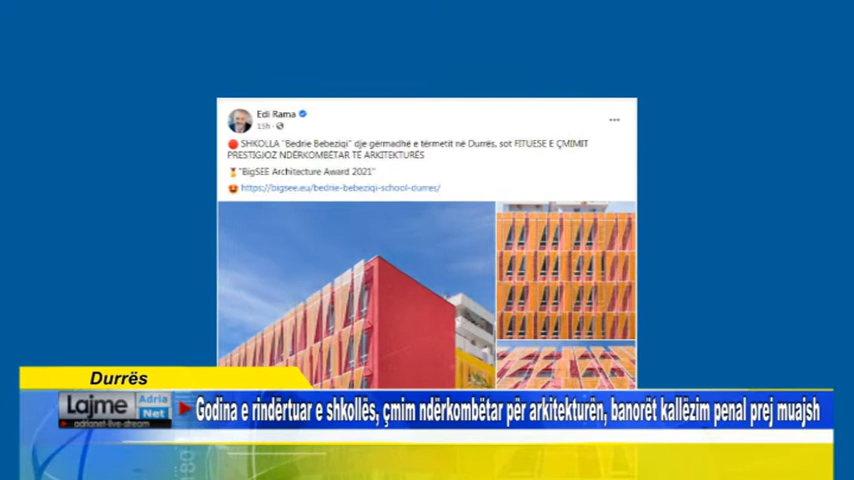 Edi Rama
15h
SHKOLLA "Bedrie Bebeziqi" dje gërmadhë e tërmetit në Durrës, sot FITUESE E ÇMIMIT
PRESTIGJOZ NDËRKOMBËTAR TË ARKITEKTURËS
"BigSEE Architecture Award 2021"
https://bigsee.eu/bedrie-bebeziqi-school-durres/
Durrës
Lajme
Adria
Net
adrianet-live-stream
Godina e rindërtuar e shkollës, çmim ndërkombëtar për arkitekturën, banorët kallëzim penal prej muajsh